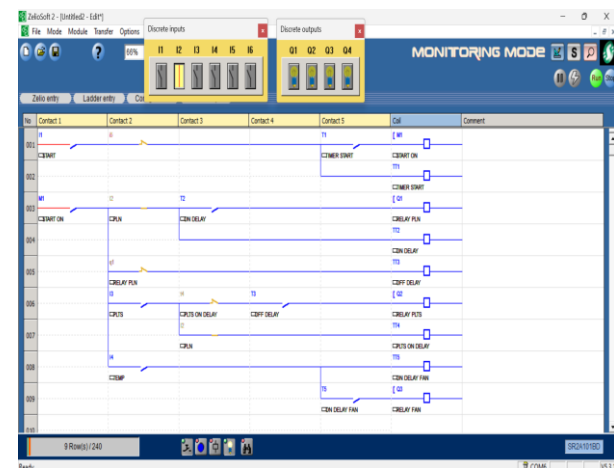 ZelioSoft 2 - [Untitled2 - Edit*]
File Mode Module Transfer Options
Discrete inputs
I1 I2 I3 I4 I5 I6
Discrete outputs
Q1 Q2 Q3 Q4
66%
MONITORING MODE
Run Stop
Zelio entry Ladder entry
No Contact 1 Contact 2 Contact 3 Contact 4 Contact 5 Coil Comment
001 I1 T1 [ M1
START TIMER START START ON
002 TT1
TIMER START
003 M1 I2 T2 [ Q1
START ON PLN ON DELAY RELAY PLN
004 TT2
ON DELAY
005 TT3
RELAY PLN OFF DELAY
006 I3 T3 [ Q2
PLTS PLTS ON DELAY OFF DELAY RELAY PLTS
007 TT4
PLN PLTS ON DELAY
008 I4 TT5
TEMP ON DELAY FAN
009 T5 [ Q3
ON DELAY FAN RELAY FAN
010
9 Row(s) / 240
SR24101BD
Ready
COM6